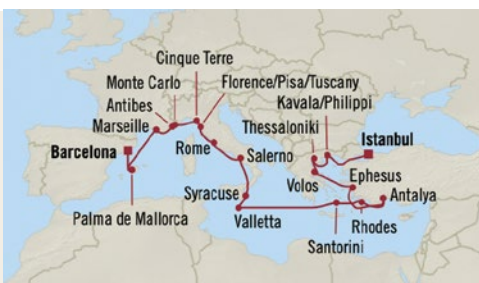 Cinque Terre
Monte Carlo
Florence/Pisa/Tuscany
Antibes
Kavala/Philippi
Marseille
Thessaloniki
Istanbul
Barcelona
Rome
Salerno
Ephesus
Volos
Antalya
Syracuse
Palma de Mallorca
Valletta
Rhodes
Santorini